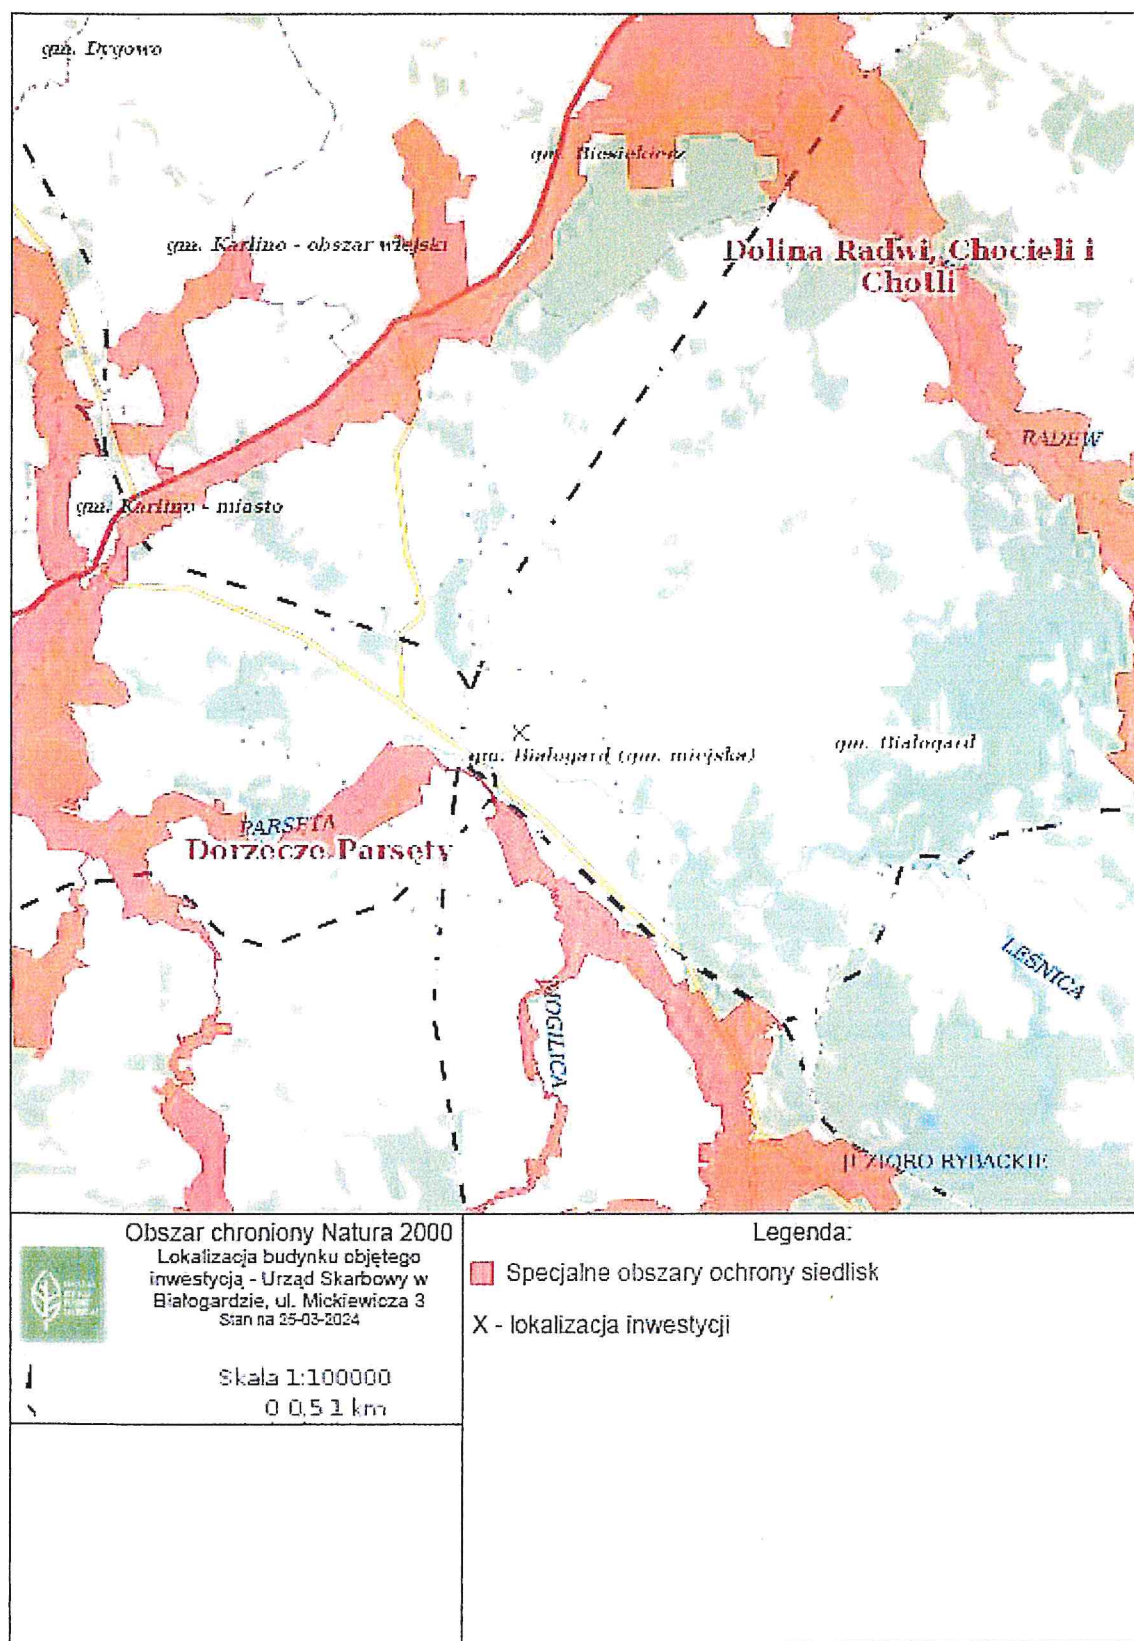 gm. Dygowo
gm. Biesiekierz
gm. Karlino - obszar wiejski
Dolina Radwi, Chocieli i
Chotli
RADEW
gm. Karlino - miasto
gm. Białogard (gm. miejska)
gm. Białogard
PARSĘTA
Dorzecze Parsęty
LEŚNICA
MOGILICA
JEZIORO RYBACKIE
Obszar chroniony Natura 2000
Lokalizacja budynku objętego
inwestycją - Urząd Skarbowy w
Białogardzie, ul. Mickiewicza 3
Stan na 25-03-2024
Skala 1:100000
0 0,5 1 km
Legenda:
Specjalne obszary ochrony siedlisk
X - lokalizacja inwestycji